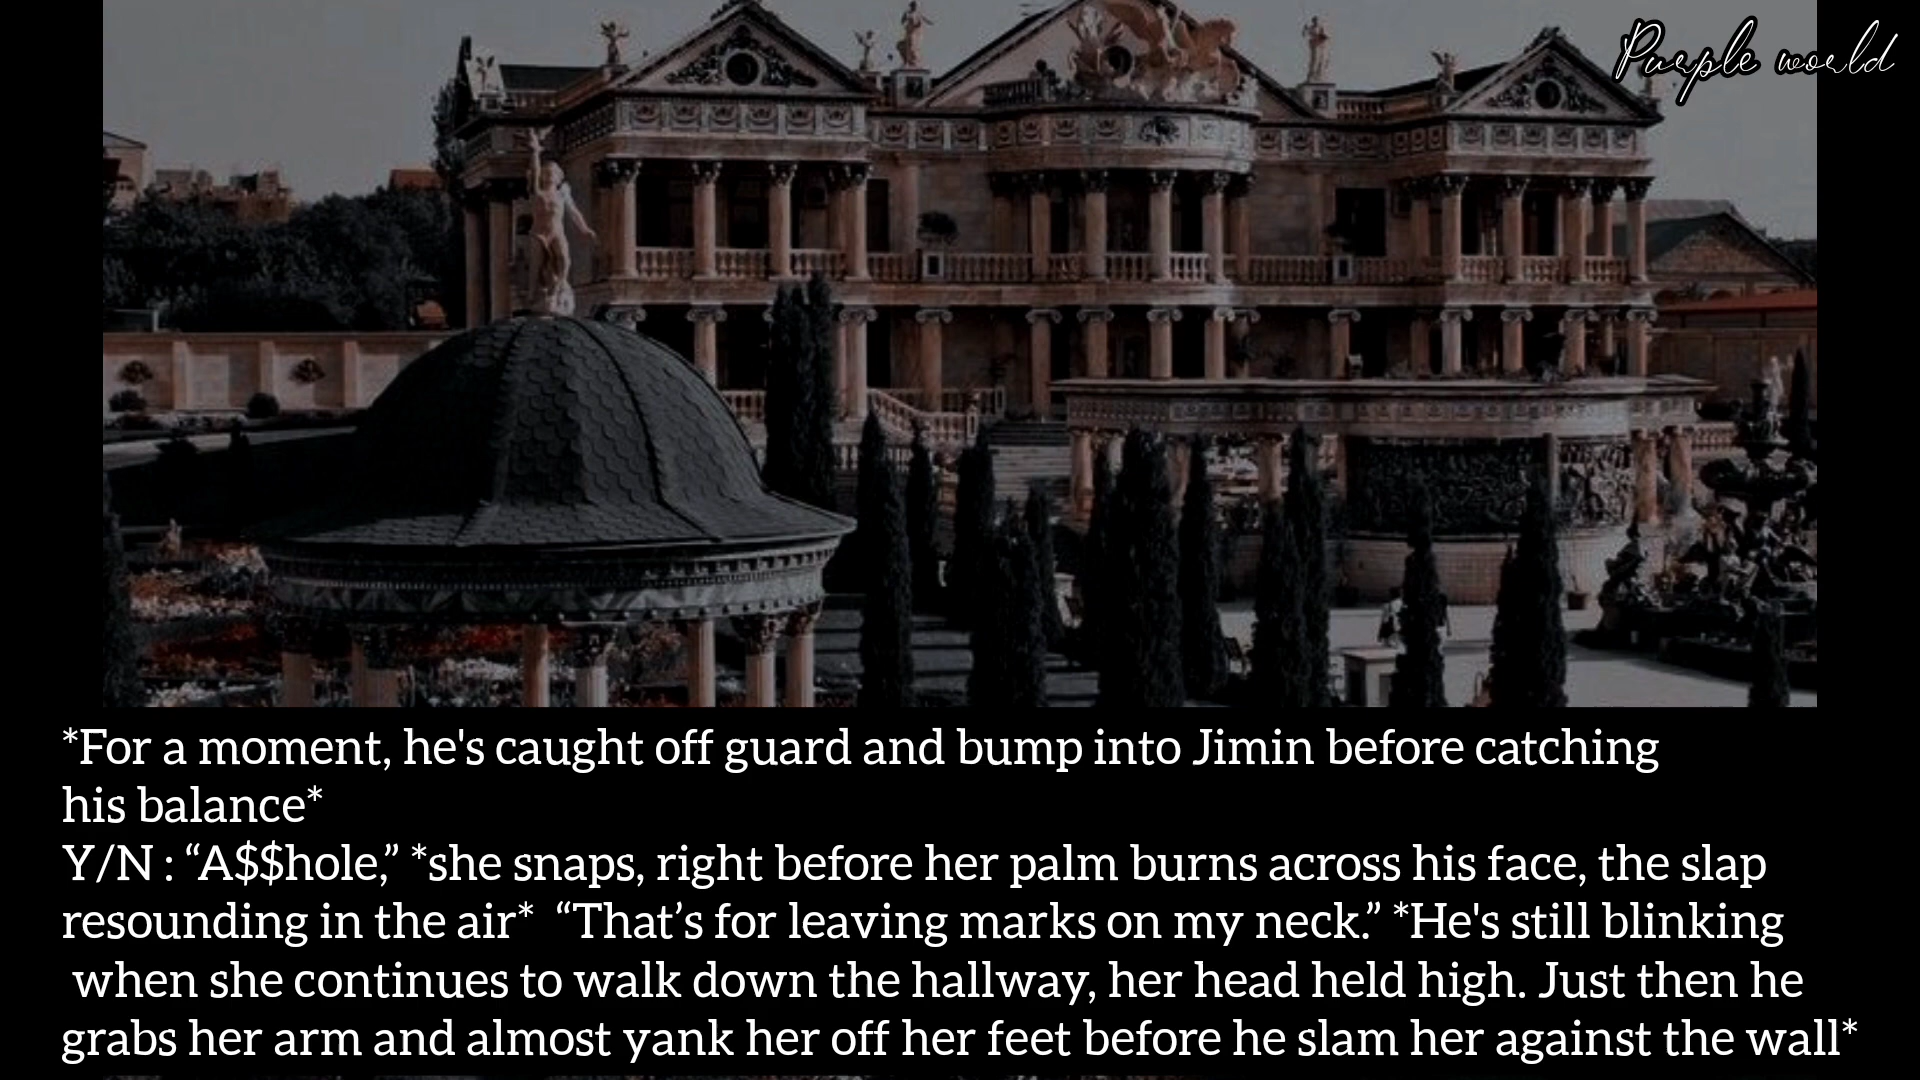 Purple world
*For a moment, he's caught off guard and bump into Jimin before catching
his balance*
Y/N : “A$$hole,” *she snaps, right before her palm burns across his face, the slap
resounding in the air*  “That’s for leaving marks on my neck.” *He's still blinking
when she continues to walk down the hallway, her head held high. Just then he
grabs her arm and almost yank her off her feet before he slam her against the wall*